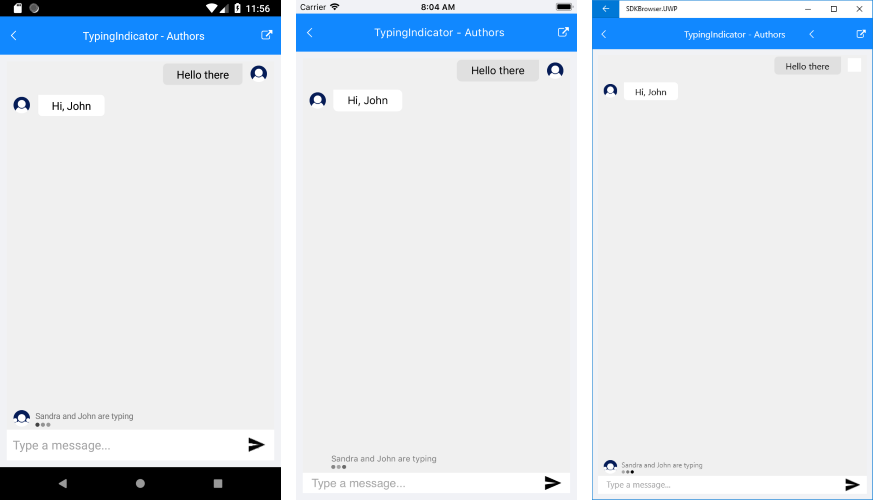 11:56
TypingIndicator - Authors
Hello there
Hi, John
Sandra and John are typing
Type a message...
Carrier
8:04 AM
TypingIndicator - Authors
Hello there
Hi, John
Sandra and John are typing
Type a message...
SDKBrowser.UWP
TypingIndicator - Authors
Hello there
Hi, John
Sandra and John are typing
Type a message...